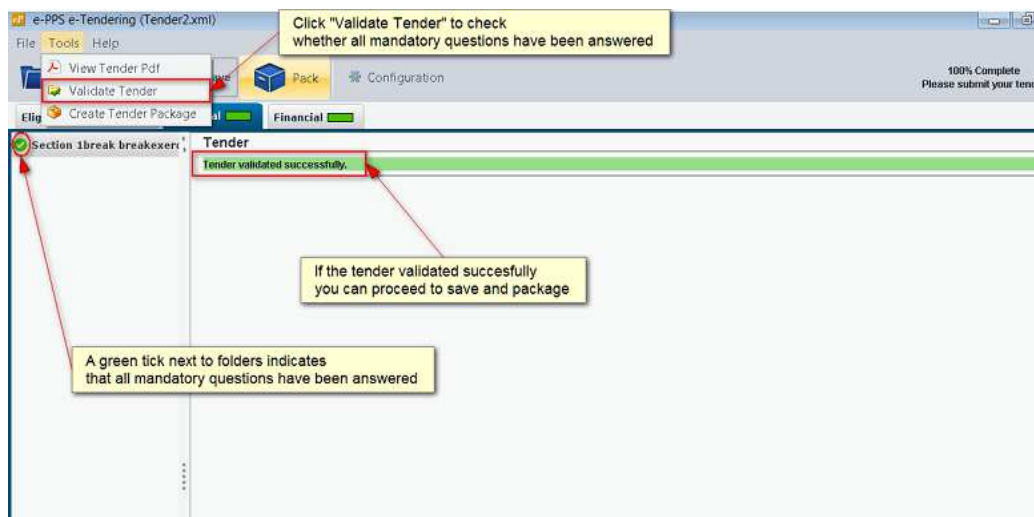 e-PPS e-Tendering (Tender2.xml)
Click "Validate Tender" to check
whether all mandatory questions have been answered
File Tools Help
View Tender Pdf
Validate Tender
Create Tender Package
Pack
Configuration
100% Complete
Please submit your tend
Elig
Financial
Section 1break breakexerc
Tender
Tender validated successfully.
If the tender validated succesfully
you can proceed to save and package
A green tick next to folders indicates
that all mandatory questions have been answered